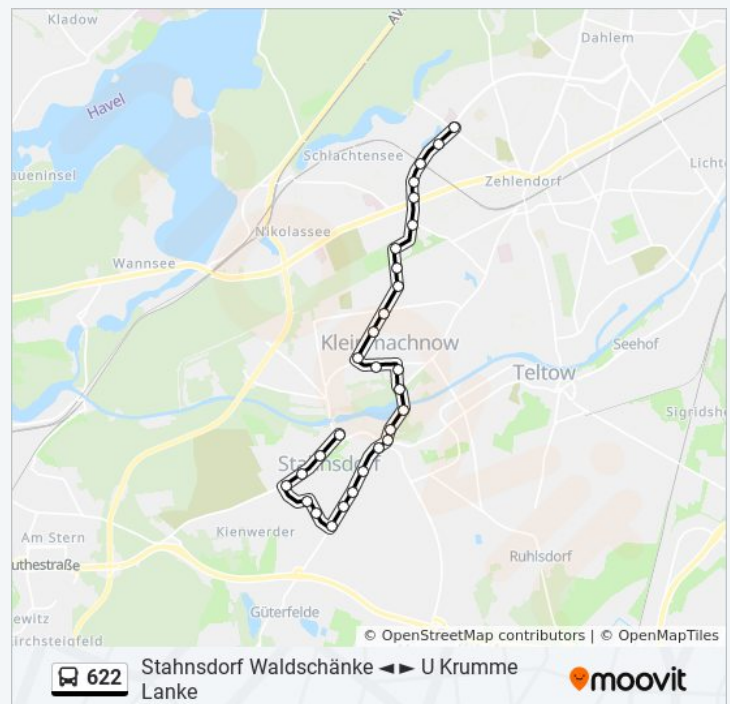 Kladow
Dahlem
Havel
Schlachtensee
Lichte
aueninsel
Zehlendorf
Nikolassee
Wannsee
Kleinmachnow
Seehof
Teltow
Sigridshe
Stahnsdorf
Am Stern
Kienwerder
uthestraße
Ruhlsdorf
ewitz
Güterfelde
irchsteigfeld
© OpenStreetMap contributors | © OpenMapTiles
622
Stahnsdorf Waldschänke ◄ ► U Krumme
Lanke
moovit